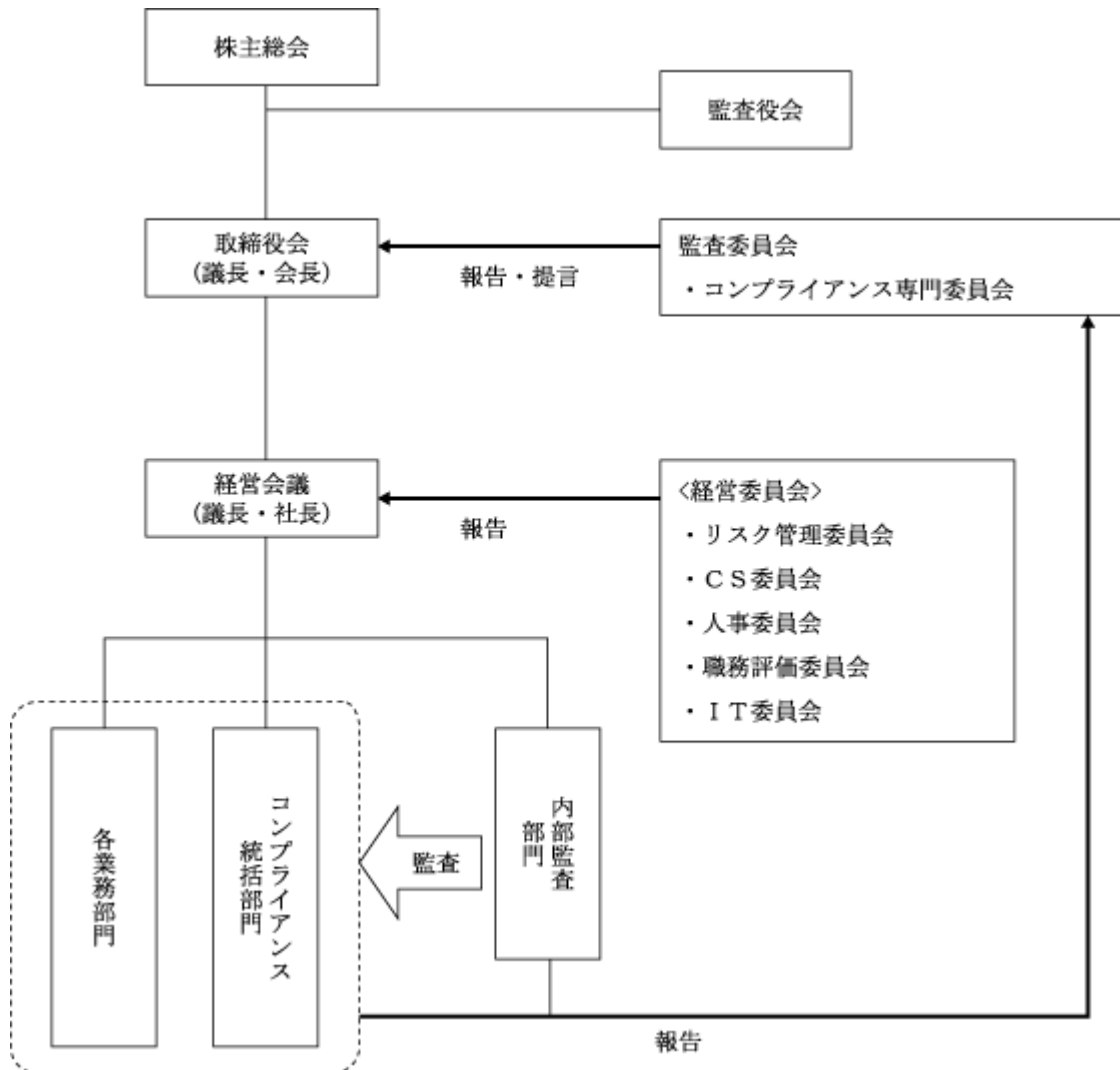 株主総会
監査役会
取締役会
(議長・会長)
報告・提言
監査委員会
・コンプライアンス専門委員会
経営会議
(議長・社長)
報告
<経営委員会>
・リスク管理委員会
・ＣＳ委員会
・人事委員会
・職務評価委員会
・ＩＴ委員会
各業務部門
コンプライアンス
統括部門
監査
内部監査
部門
報告